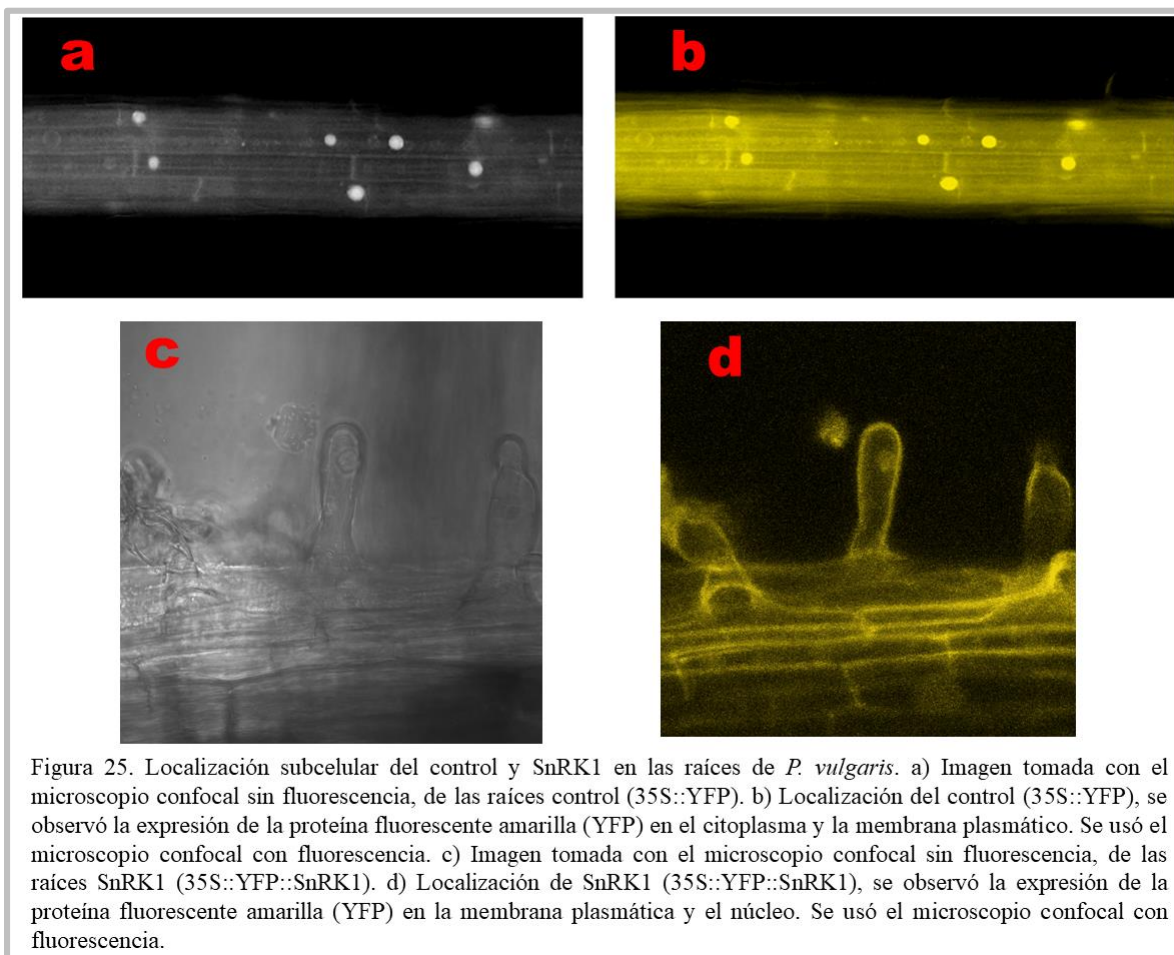 a
b
c
d
Figura 25. Localización subcelular del control y SnRK1 en las raíces de P. vulgaris. a) Imagen tomada con el
microscopio confocal sin fluorescencia, de las raíces control (35S::YFP). b) Localización del control (35S::YFP), se
observó la expresión de la proteína fluorescente amarilla (YFP) en el citoplasma y la membrana plasmático. Se usó el
microscopio confocal con fluorescencia. c) Imagen tomada con el microscopio confocal sin fluorescencia, de las
raíces SnRK1 (35S::YFP::SnRK1). d) Localización de SnRK1 (35S::YFP::SnRK1), se observó la expresión de la
proteína fluorescente amarilla (YFP) en la membrana plasmática y el núcleo. Se usó el microscopio confocal con
fluorescencia.